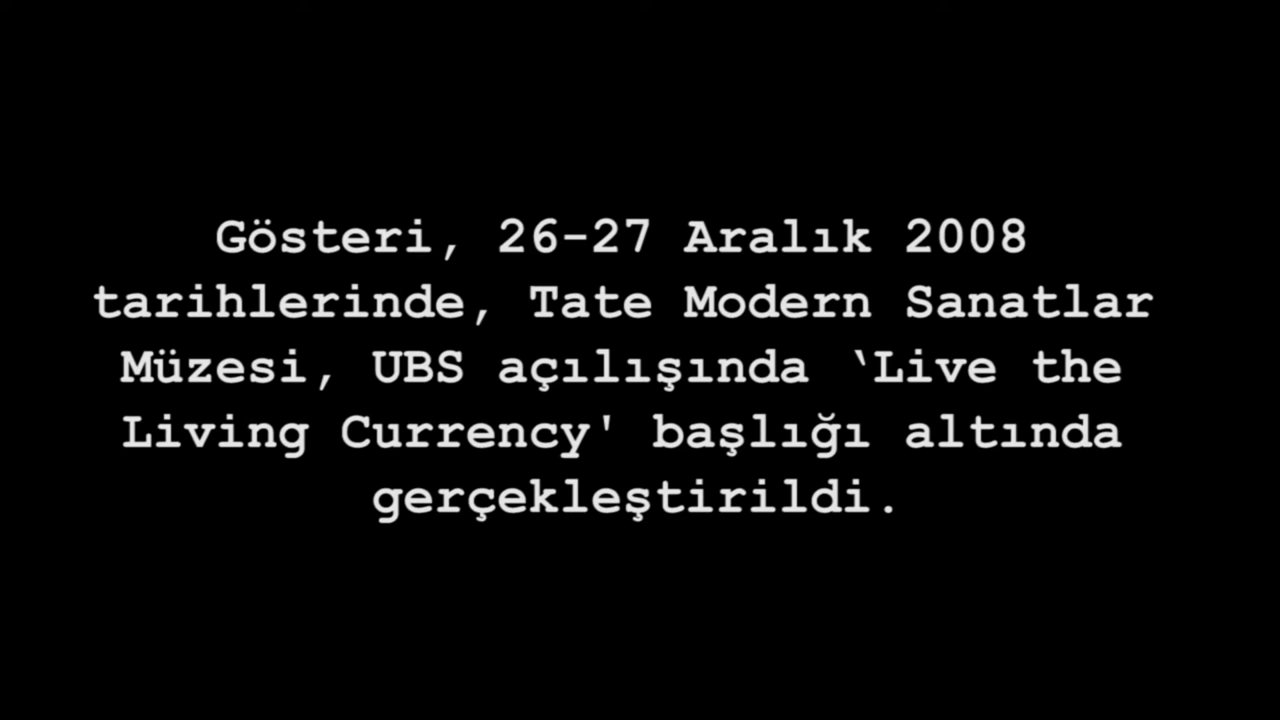 Gösteri, 26-27 Aralık 2008
tarihlerinde, Tate Modern Sanatlar
Müzesi, UBS açılışında ‘Live the
Living Currency' başlığı altında
gerçekleştirildi.